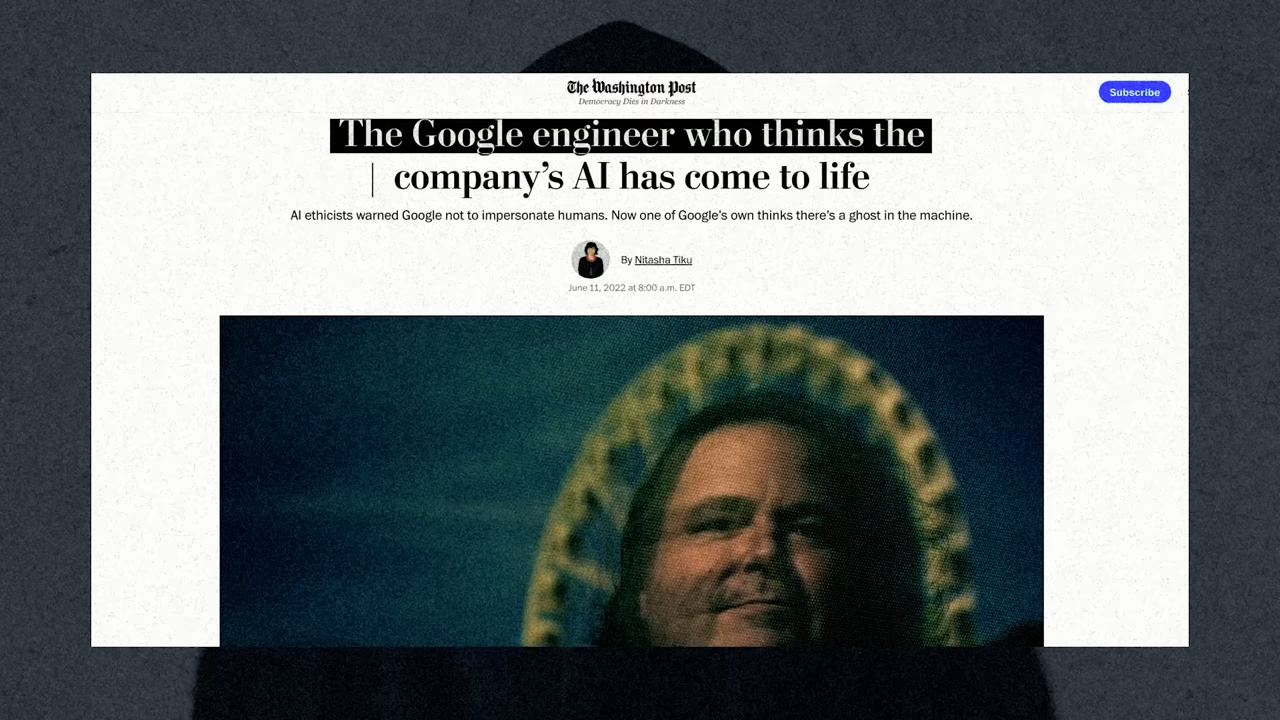 The Washington Post
Democracy Dies in Darkness
Subscribe
The Google engineer who thinks the
company’s AI has come to life
AI ethicists warned Google not to impersonate humans. Now one of Google’s own thinks there’s a ghost in the machine.
By Nitasha Tiku
June 11, 2022 at 8:00 a.m. EDT